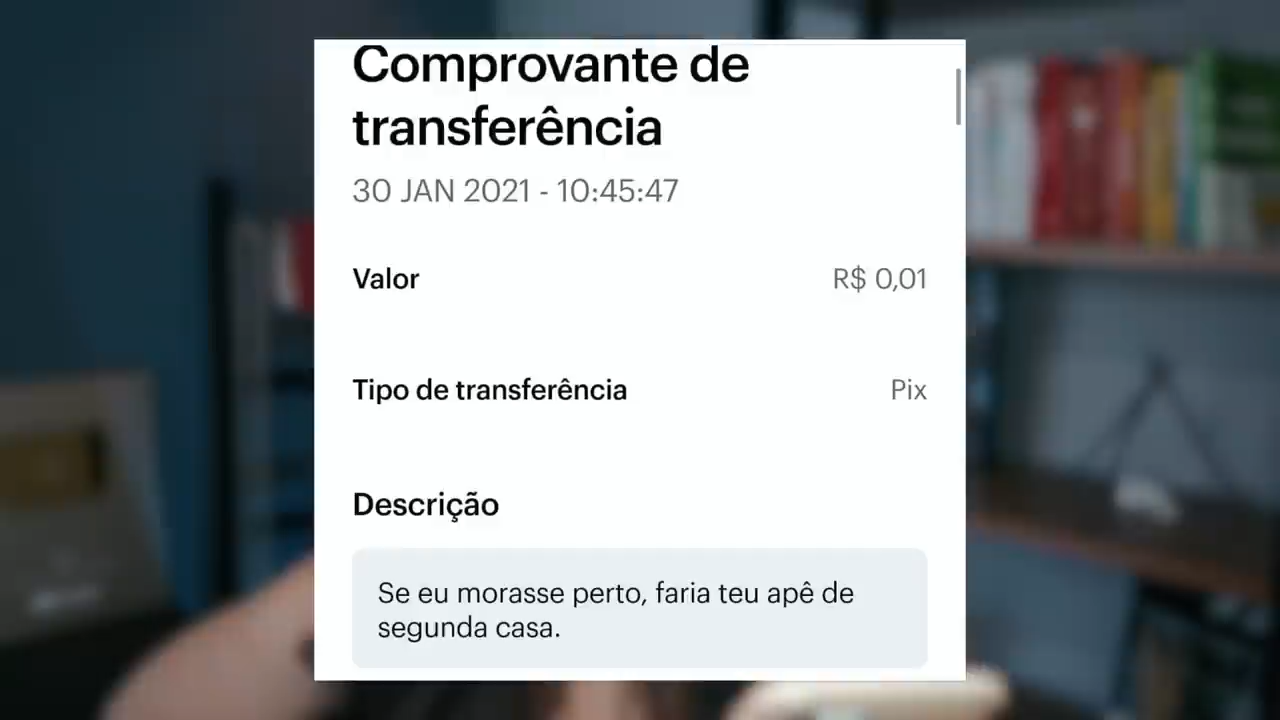 Comprovante de
transferência
30 JAN 2021 - 10:45:47
Valor
R$ 0,01
Tipo de transferência
Pix
Descrição
Se eu morasse perto, faria teu apê de
segunda casa.